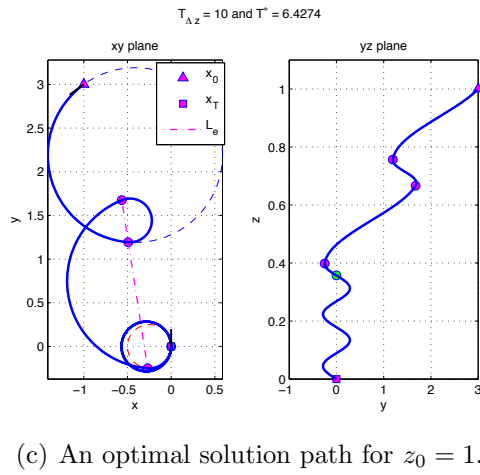 T_{Δ z} = 10 and T^* = 6.4274
xy plane
yz plane
x_0
x_T
L_e
3
2.5
2
1.5
1
0.5
0
y
−1
−0.5
0
0.5
x
1
0.8
0.6
0.4
0.2
0
z
0
1
2
3
y
(c) An optimal solution path for z_0 = 1.